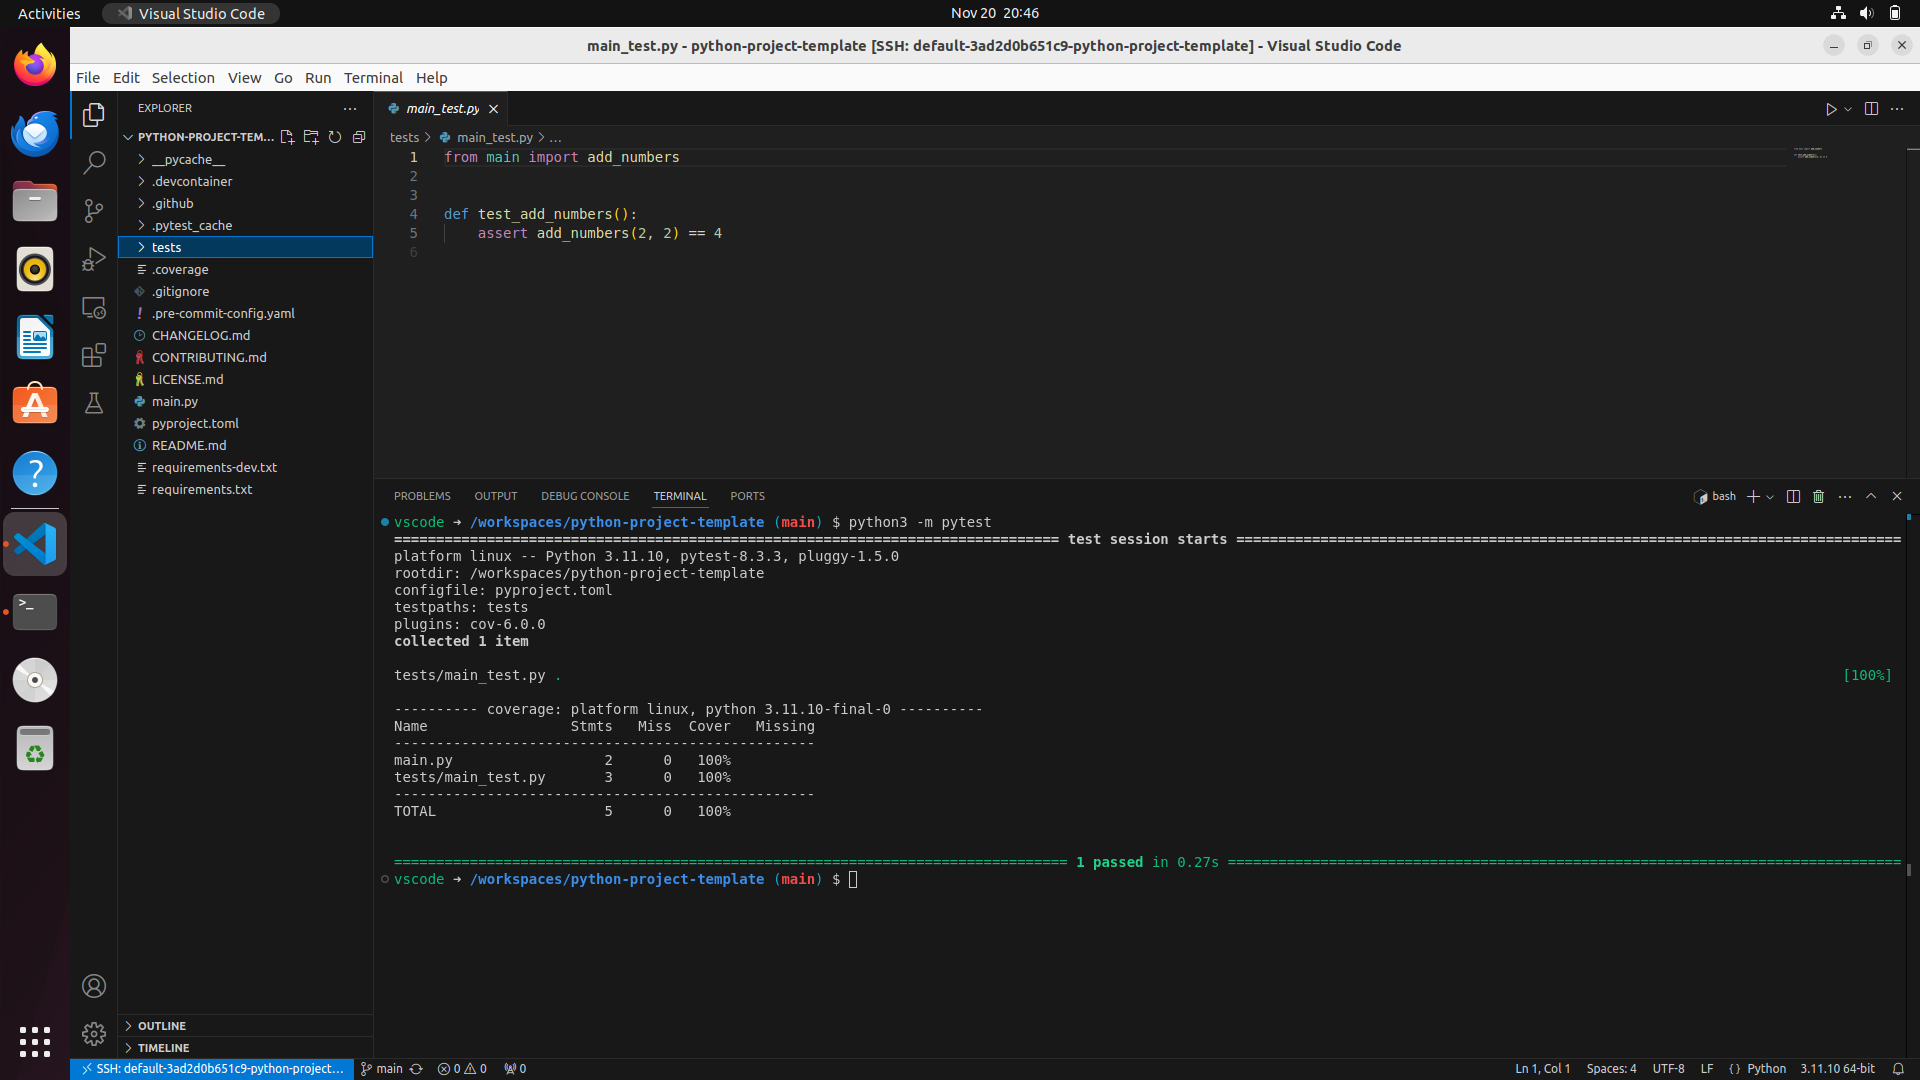 Activities
Visual Studio Code
Nov 20 20:46
main_test.py - python-project-template [SSH: default-3ad2d0b651c9-python-project-template] - Visual Studio Code
File Edit Selection View Go Run Terminal Help
EXPLORER
PYTHON-PROJECT-TEM...
__pycache__
.devcontainer
.github
.pytest_cache
tests
.coverage
.gitignore
.pre-commit-config.yaml
CHANGELOG.md
CONTRIBUTING.md
LICENSE.md
main.py
pyproject.toml
README.md
requirements-dev.txt
requirements.txt
OUTLINE
TIMELINE
main_test.py
tests > main_test.py > ...
1 from main import add_numbers
2
3
4 def test_add_numbers():
5     assert add_numbers(2, 2) == 4
6
PROBLEMS OUTPUT DEBUG CONSOLE TERMINAL PORTS
bash
vscode ➜ /workspaces/python-project-template (main) $ python3 -m pytest
=============================================================================== test session starts ===============================================================================
platform linux -- Python 3.11.10, pytest-8.3.3, pluggy-1.5.0
rootdir: /workspaces/python-project-template
configfile: pyproject.toml
testpaths: tests
plugins: cov-6.0.0
collected 1 item
tests/main_test.py . [100%]
---------- coverage: platform linux, python 3.11.10-final-0 ----------
Name                 Stmts   Miss  Cover   Missing
--------------------------------------------------
main.py                  2      0   100%
tests/main_test.py       3      0   100%
--------------------------------------------------
TOTAL                    5      0   100%
================================================================================ 1 passed in 0.27s ================================================================================
vscode ➜ /workspaces/python-project-template (main) $
SSH: default-3ad2d0b651c9-python-project... main 0 0 0 Ln 1, Col 1 Spaces: 4 UTF-8 LF {} Python 3.11.10 64-bit